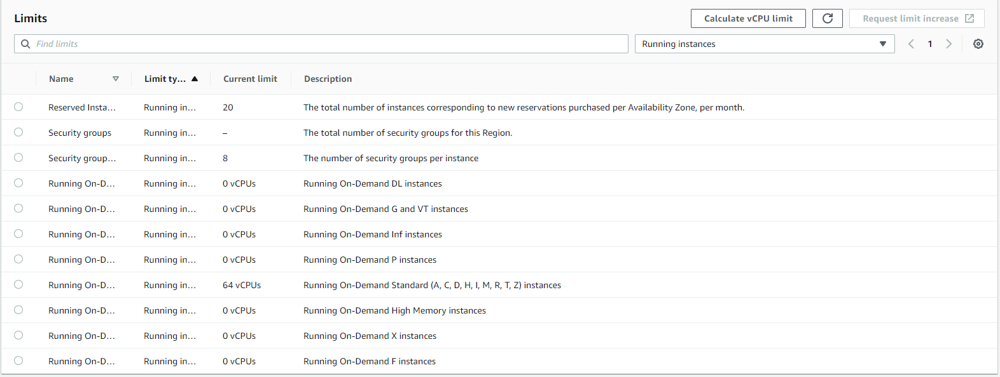 Limits
Calculate vCPU limit
Request limit increase
Find limits
Running instances
1
Name Limit ty... Current limit Description
Reserved Insta... Running in... 20 The total number of instances corresponding to new reservations purchased per Availability Zone, per month.
Security groups Running in... – The total number of security groups for this Region.
Security group... Running in... 8 The number of security groups per instance
Running On-D... Running in... 0 vCPUs Running On-Demand DL instances
Running On-D... Running in... 0 vCPUs Running On-Demand G and VT instances
Running On-D... Running in... 0 vCPUs Running On-Demand Inf instances
Running On-D... Running in... 0 vCPUs Running On-Demand P instances
Running On-D... Running in... 64 vCPUs Running On-Demand Standard (A, C, D, H, I, M, R, T, Z) instances
Running On-D... Running in... 0 vCPUs Running On-Demand High Memory instances
Running On-D... Running in... 0 vCPUs Running On-Demand X instances
Running On-D... Running in... 0 vCPUs Running On-Demand F instances